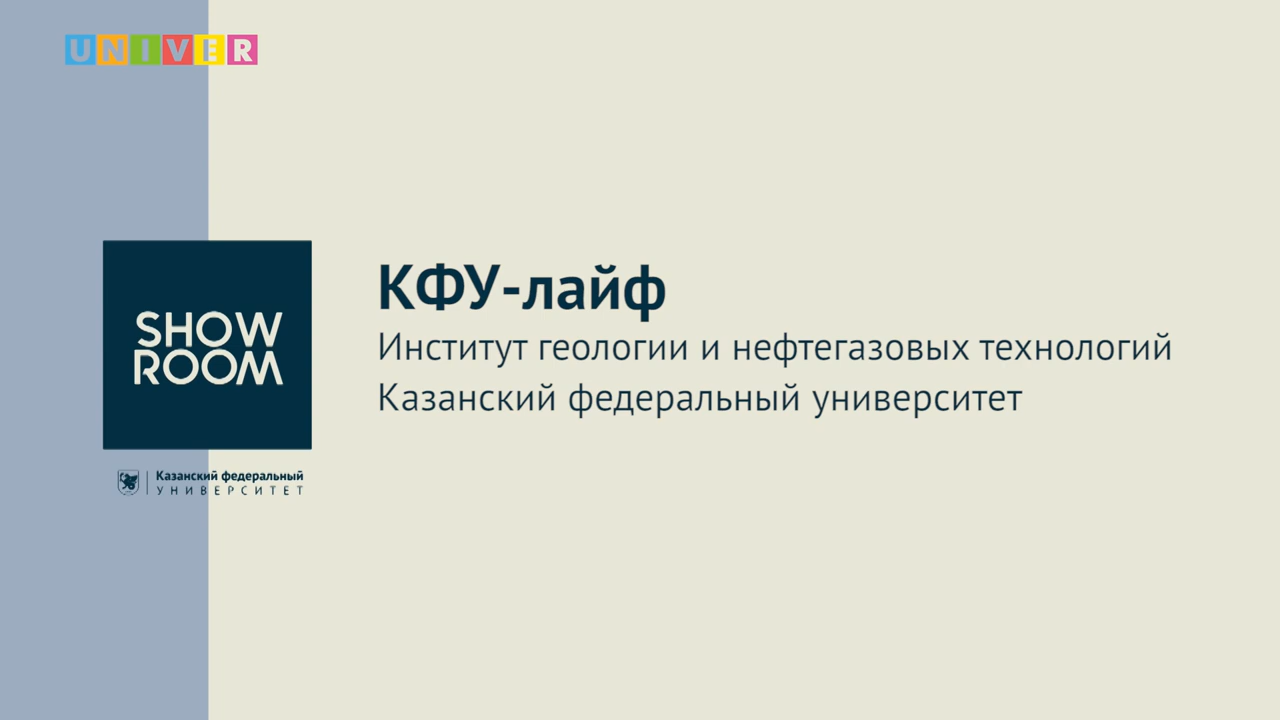 UNIVER
SHOW
ROOM
Казанский федеральный
УНИВЕРСИТЕТ
КФУ-лайф
Институт геологии и нефтегазовых технологий
Казанский федеральный университет